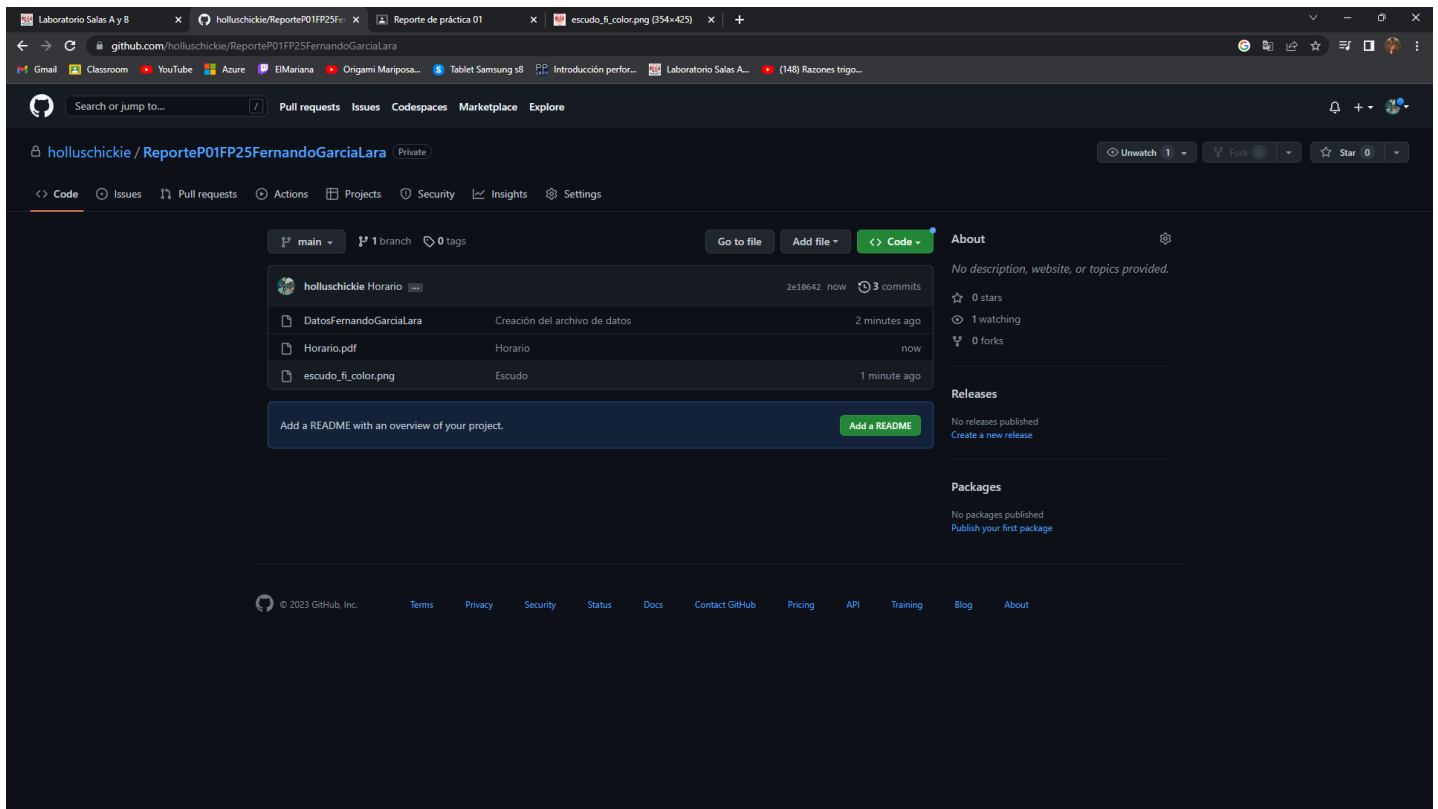 Laboratorio Salas A y B holluschickie/ReporteP01FP25Fe Reporte de práctica 01 escudo_fi_color.png (354×425)
github.com/holluschickie/ReporteP01FP25FernandoGarciaLara
Gmail Classroom YouTube Azure ElMariana Origami Mariposa... Tablet Samsung s8 Introducción perfor... Laboratorio Salas A... (148) Razones trigo...
Search or jump to... / Pull requests Issues Codespaces Marketplace Explore
holluschickie / ReporteP01FP25FernandoGarciaLara Private Unwatch 1 Fork 0 Star 0
<> Code Issues Pull requests Actions Projects Security Insights Settings
main 1 branch 0 tags Go to file Add file <> Code
holluschickie Horario ... 2e10642 now 3 commits
DatosFernandoGarciaLara Creación del archivo de datos 2 minutes ago
Horario.pdf Horario now
escudo_fi_color.png Escudo 1 minute ago
Add a README with an overview of your project. Add a README
About
No description, website, or topics provided.
0 stars
1 watching
0 forks
Releases
No releases published
Create a new release
Packages
No packages published
Publish your first package
© 2023 GitHub, Inc. Terms Privacy Security Status Docs Contact GitHub Pricing API Training Blog About